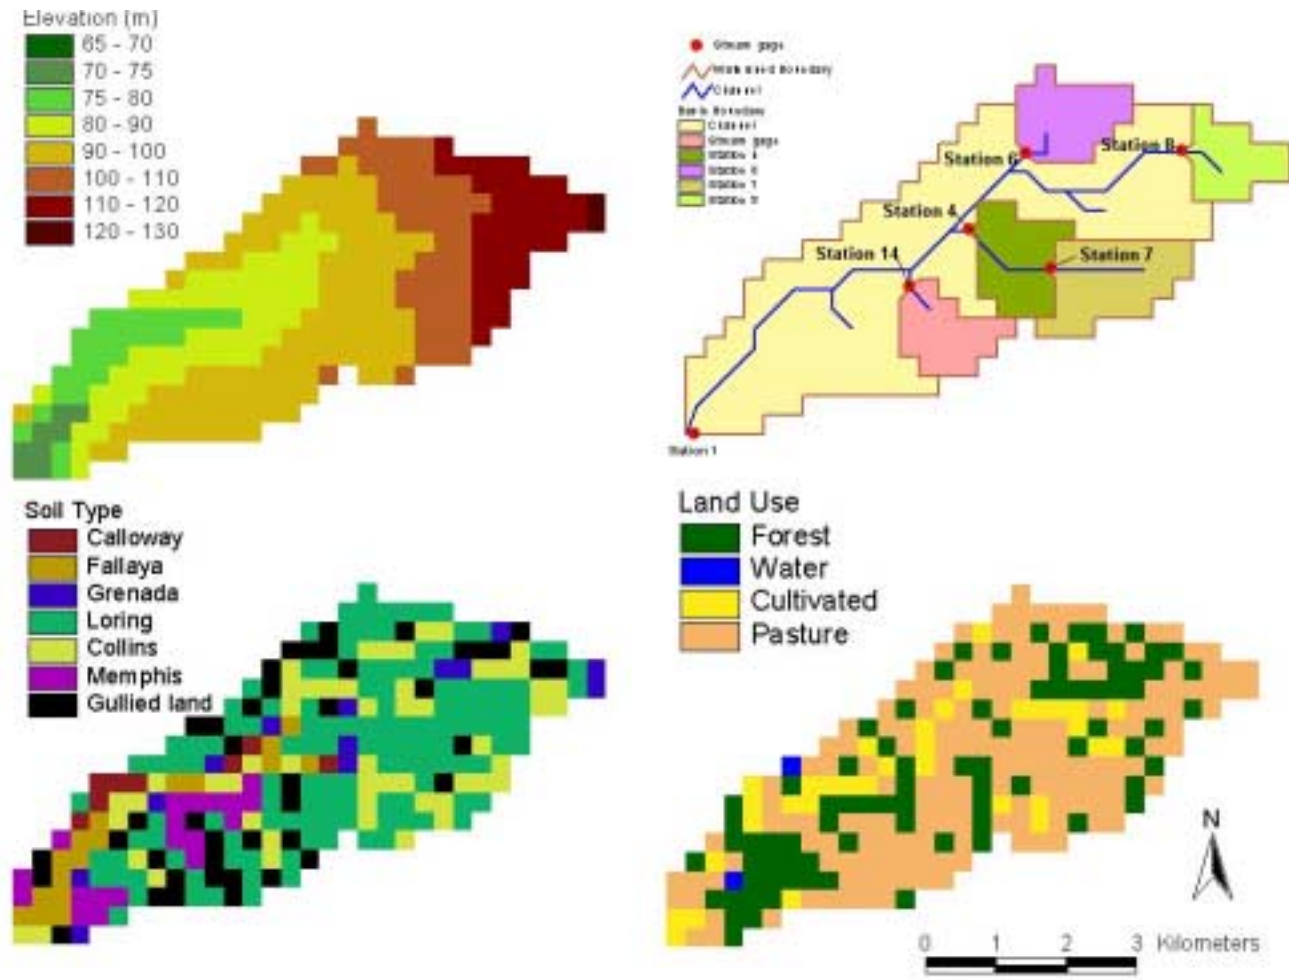 Elevation (m)
65 - 70
70 - 75
75 - 80
80 - 90
90 - 100
100 - 110
110 - 120
120 - 130
Channel
Channel
Station 6
Station 8
Station 4
Station 14
Station 7
Station 1
Soil Type
Calloway
Fallaya
Grenada
Loring
Collins
Memphis
Gullied land
Land Use
Forest
Water
Cultivated
Pasture
N
0 1 2 3 Kilometers